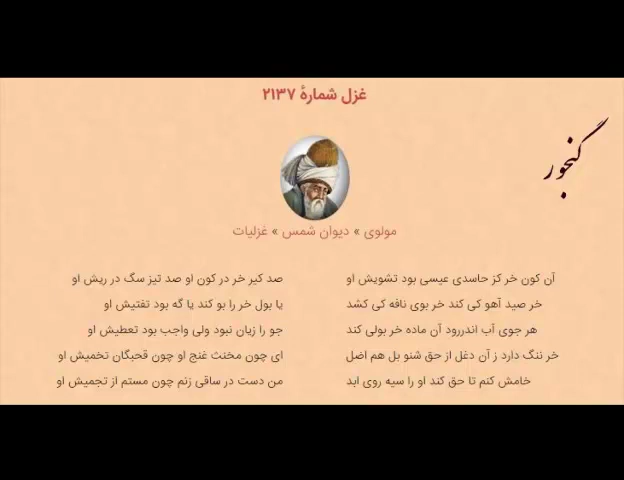 غزل شمارهٔ ۲۱۳۷
گنجور
مولوی » دیوان شمس » غزلیات
آن کون خر کز حاسدی عیسی بود تشویش او صد کیر خر در کون او صد تیز سگ در ریش او
خر صید آهو کی کند خر بوی نافه کی کشد یا بول خر را بو کند یا گه بود تفتیش او
هر جوی آب اندررود آن ماده خر بولی کند جو را زیان نبود ولی واجب بود تعطیش او
خر ننگ دارد ز آن دغل از حق شنو بل هم اضل ای چون مخنث غنج او چون قحبگان تخمیش او
خامش کنم تا حق کند او را سیه روی ابد من دست در ساقی زنم چون مستم از تجمیش او